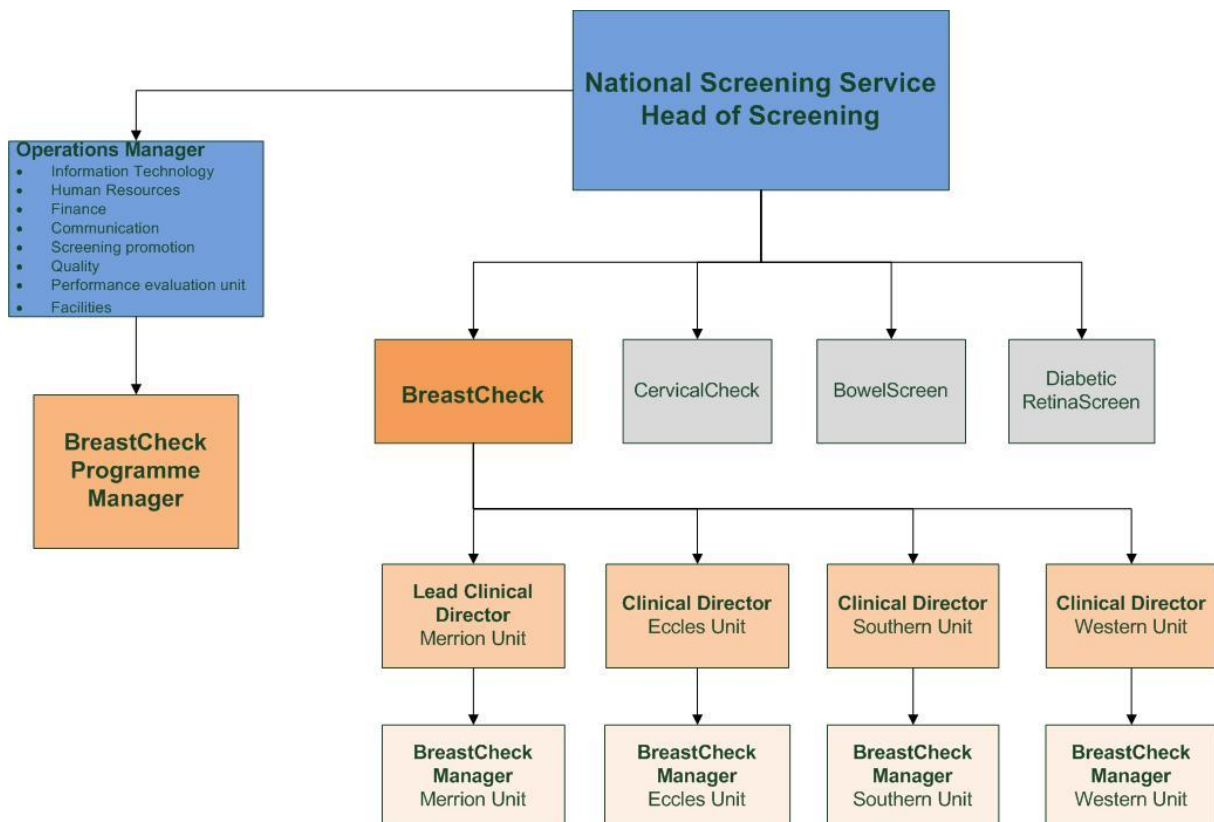 National Screening Service
Head of Screening
Operations Manager
• Information Technology
• Human Resources
• Finance
• Communication
• Screening promotion
• Quality
• Performance evaluation unit
• Facilities
BreastCheck
Programme
Manager
BreastCheck
CervicalCheck
BowelScreen
Diabetic
RetinaScreen
Lead Clinical
Director
Merrion Unit
Clinical Director
Eccles Unit
Clinical Director
Southern Unit
Clinical Director
Western Unit
BreastCheck
Manager
Merrion Unit
BreastCheck
Manager
Eccles Unit
BreastCheck
Manager
Southern Unit
BreastCheck
Manager
Western Unit